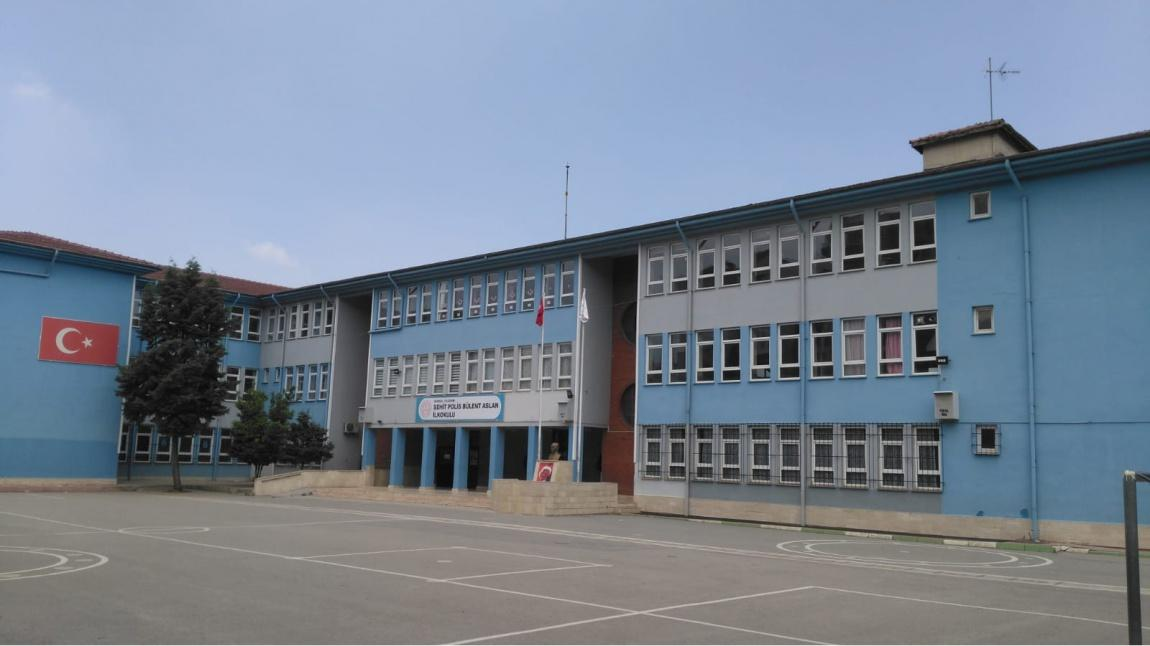 ŞEHİT POLİS BÜLENT ASLAN
İLKOKULU